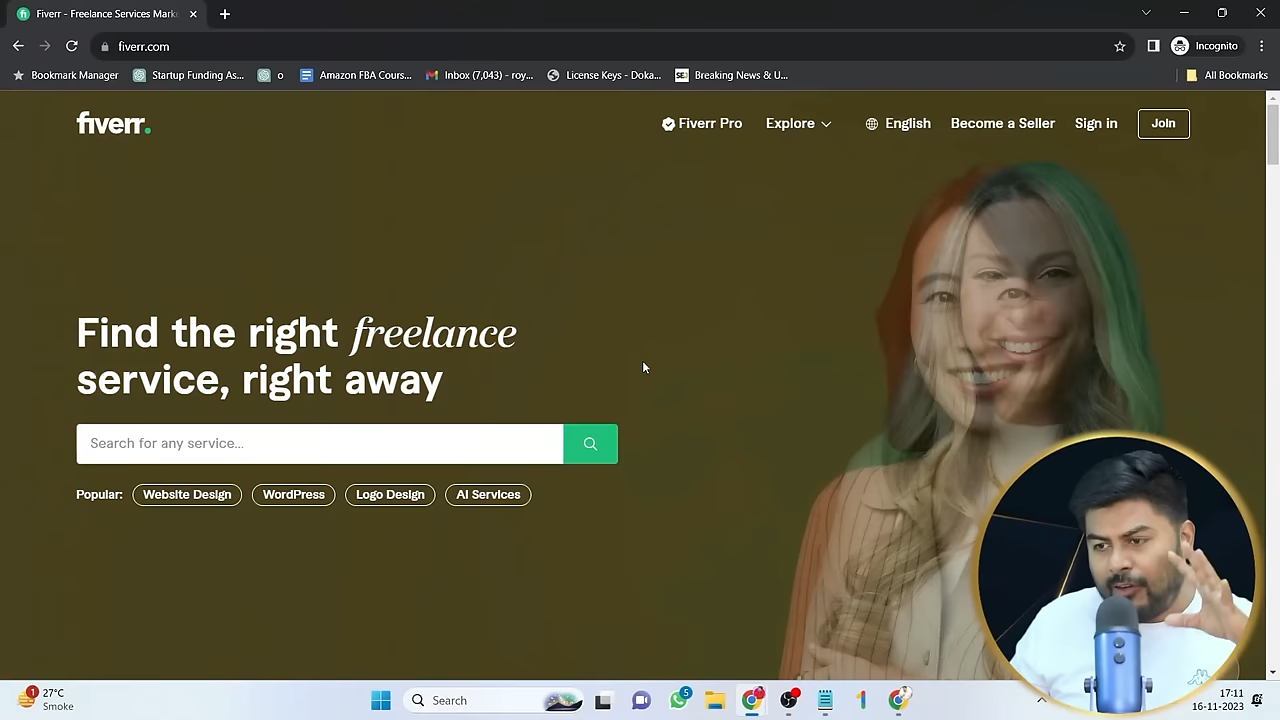 Fiverr - Freelance Services Mark
fiverr.com
Incognito
Bookmark Manager
Startup Funding As...
o
Amazon FBA Cours...
Inbox (7,043) - roy...
License Keys - Doka...
SE
Breaking News & U...
All Bookmarks
fiverr.
Fiverr Pro
Explore
English
Become a Seller
Sign in
Join
Find the right freelance
service, right away
Search for any service...
Popular:
Website Design
WordPress
Logo Design
AI Services
1
27°C
Smoke
Search
5
17:11
16-11-2023